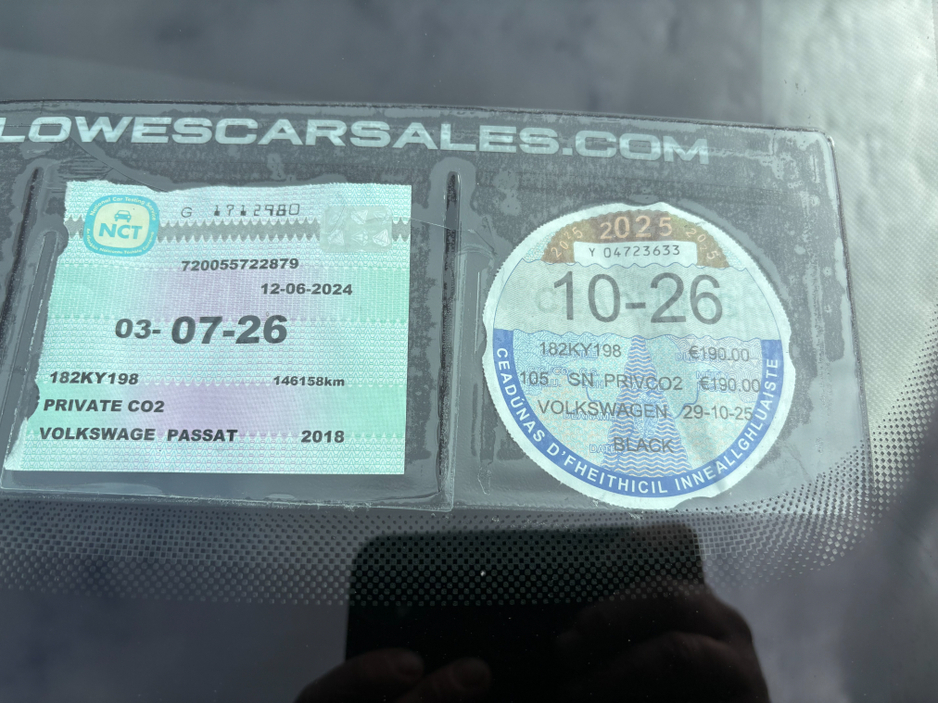 LOWESCARSALES.COM
NCT
G 1712980
720055722879
12-06-2024
03-07-26
182KY198 146158km
PRIVATE CO2
VOLKSWAGE PASSAT 2018
2015 2025 2025
Y 04723633
10-26
182KY198 €190.00
105 SN PRIVCO2 €190.00
VOLKSWAGEN 29-10-25
BLACK
CEADÚNAS D'FHEITHICIL INNEALLGHLUAISTE